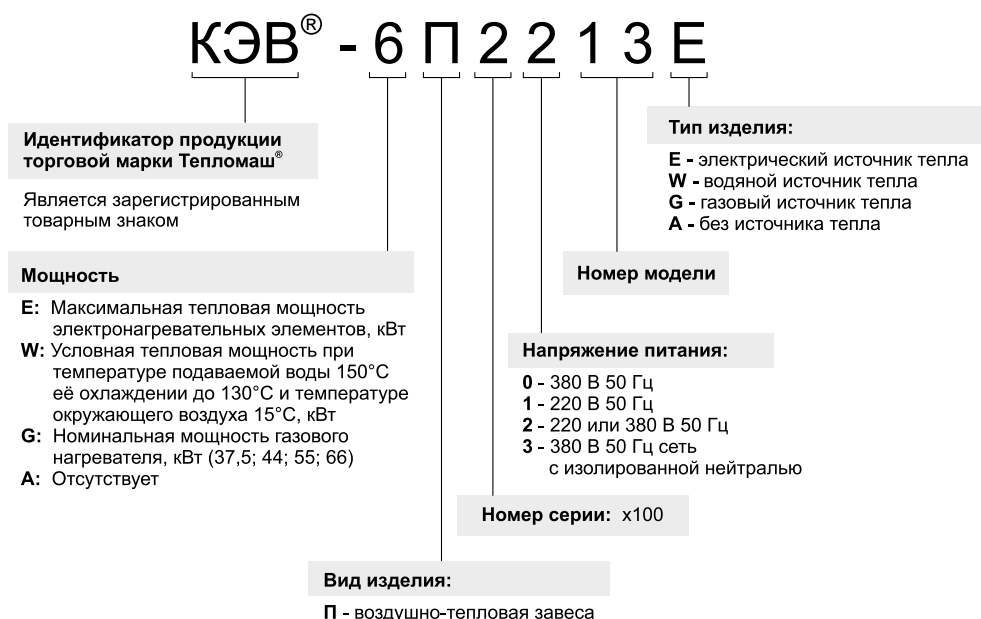 КЭВ® - 6 П 2 2 1 3 Е
Идентификатор продукции
торговой марки Тепломаш®
Является зарегистрированным
товарным знаком
Мощность
Е: Максимальная тепловая мощность
электронагревательных элементов, кВт
W: Условная тепловая мощность при
температуре подаваемой воды 150°С
её охлаждении до 130°С и температуре
окружающего воздуха 15°С, кВт
G: Номинальная мощность газового
нагревателя, кВт (37,5; 44; 55; 66)
А: Отсутствует
Тип изделия:
Е - электрический источник тепла
W - водяной источник тепла
G - газовый источник тепла
А - без источника тепла
Номер модели
Напряжение питания:
0 - 380 В 50 Гц
1 - 220 В 50 Гц
2 - 220 или 380 В 50 Гц
3 - 380 В 50 Гц сеть
с изолированной нейтралью
Номер серии: х100
Вид изделия:
П - воздушно-тепловая завеса